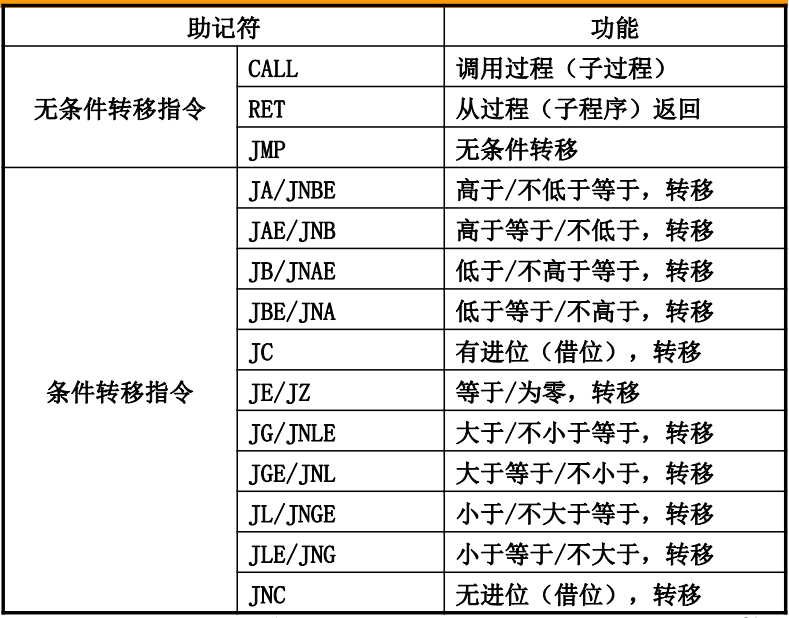 助记符 功能
无条件转移指令 CALL 调用过程（子过程）
RET 从过程（子程序）返回
JMP 无条件转移
条件转移指令 JA/JNBE 高于/不低于等于，转移
JAE/JNB 高于等于/不低于，转移
JB/JNAE 低于/不高于等于，转移
JBE/JNA 低于等于/不高于，转移
JC 有进位（借位），转移
JE/JZ 等于/为零，转移
JG/JNLE 大于/不小于等于，转移
JGE/JNL 大于等于/不小于，转移
JL/JNGE 小于/不大于等于，转移
JLE/JNG 小于等于/不大于，转移
JNC 无进位（借位），转移